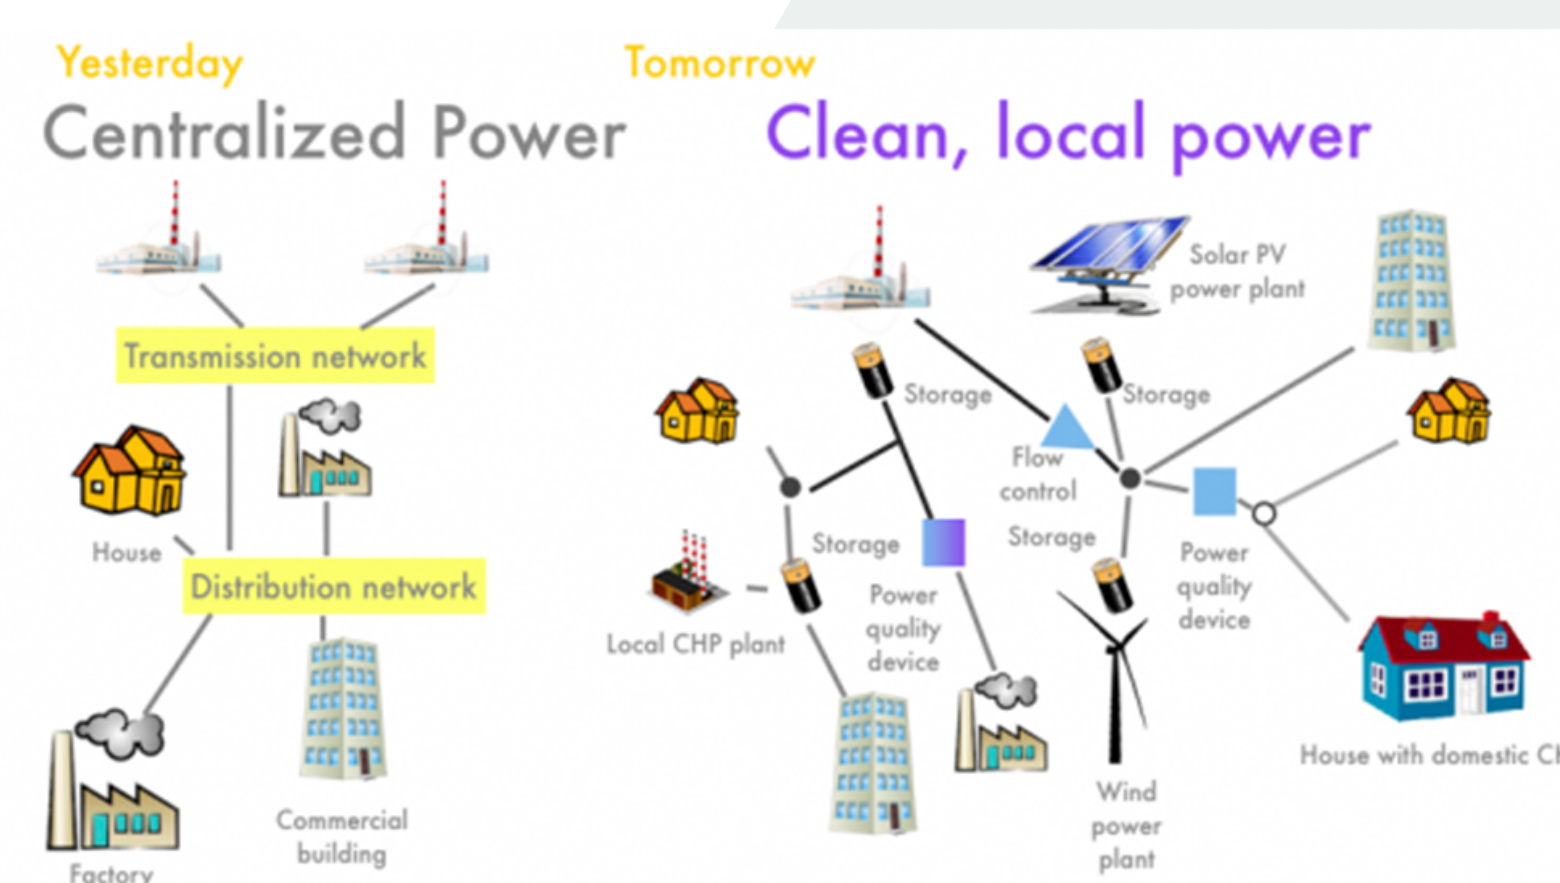 Yesterday
Centralized Power
Transmission network
House
Distribution network
Commercial
building
Factory
Tomorrow
Clean, local power
Solar PV
power plant
Storage
Storage
Flow
control
Storage
Storage
Power
quality
device
Power
quality
device
Local CHP plant
House with domestic
Wind
power
plant